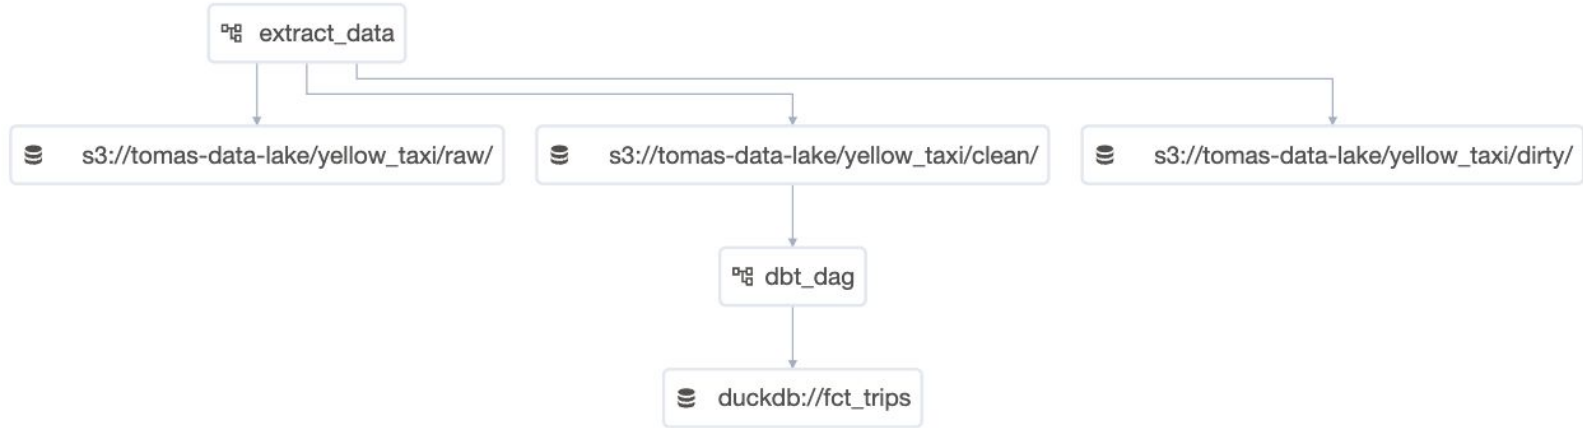 extract_data
s3://tomas-data-lake/yellow_taxi/raw/
s3://tomas-data-lake/yellow_taxi/clean/
s3://tomas-data-lake/yellow_taxi/dirty/
dbt_dag
duckdb://fct_trips